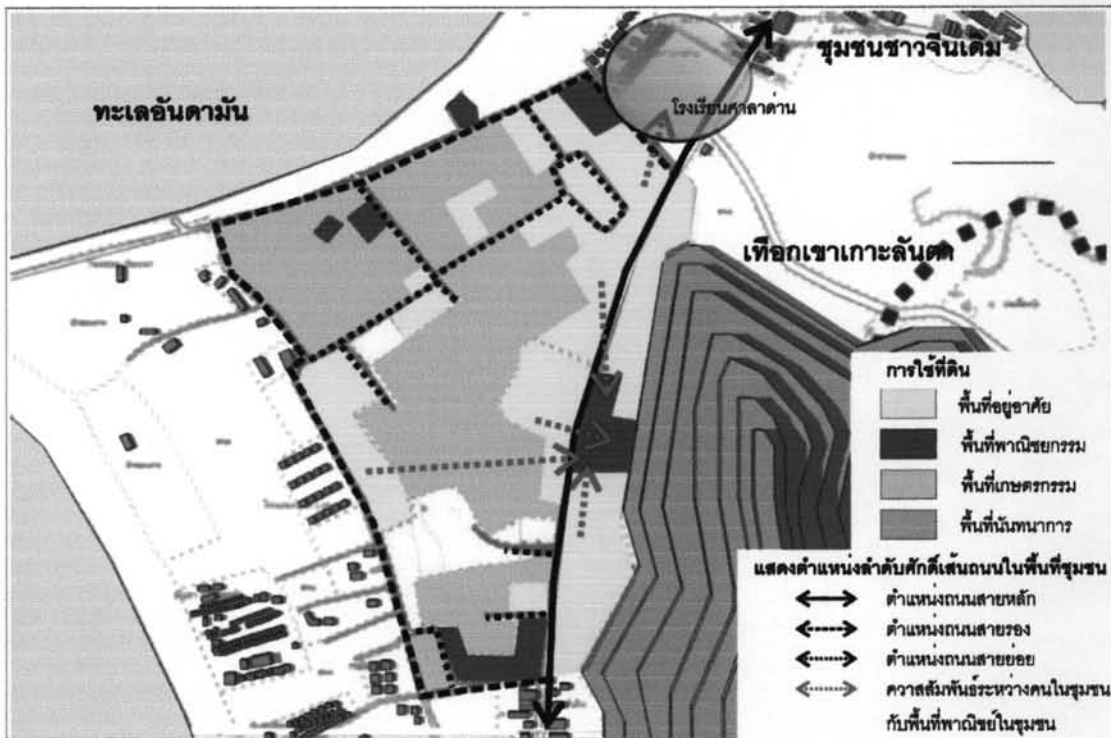 ชุมชนชาวจีนเดิม
ทะเลอันดามัน
โรงเรียนศาลาด่าน
เทือกเขาเกาะลันตา
การใช้ที่ดิน
พื้นที่อยู่อาศัย
พื้นที่พาณิชยกรรม
พื้นที่เกษตรกรรม
พื้นที่นันทนาการ
แสดงตำแหน่งลำดับศักดิ์เส้นถนนในพื้นที่ชุมชน
ตำแหน่งถนนสายหลัก
ตำแหน่งถนนสายรอง
ตำแหน่งถนนสายย่อย
ควาสสัมพันธ์ระหว่างคนในชุมชน
กับพื้นที่พาณิชย์ในชุมชน